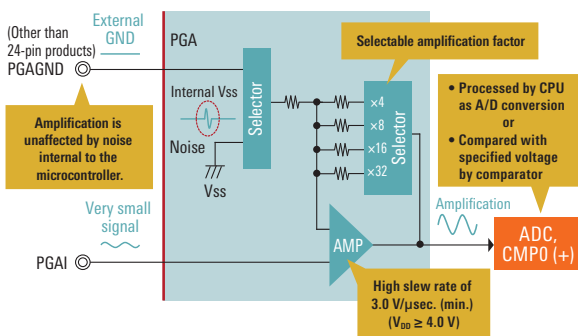 (Other than
24-pin products)
PGAGND
External
GND
PGA
Amplification is
unaffected by noise
internal to the
microcontroller.
Internal Vss
Noise
Vss
Selector
Selectable amplification factor
×4
×8
×16
×32
Selector
• Processed by CPU
as A/D conversion
or
• Compared with
specified voltage
by comparator
Very small
signal
PGAI
AMP
Amplification
ADC,
CMP0 (+)
High slew rate of
3.0 V/µsec. (min.)
(VDD ≥ 4.0 V)